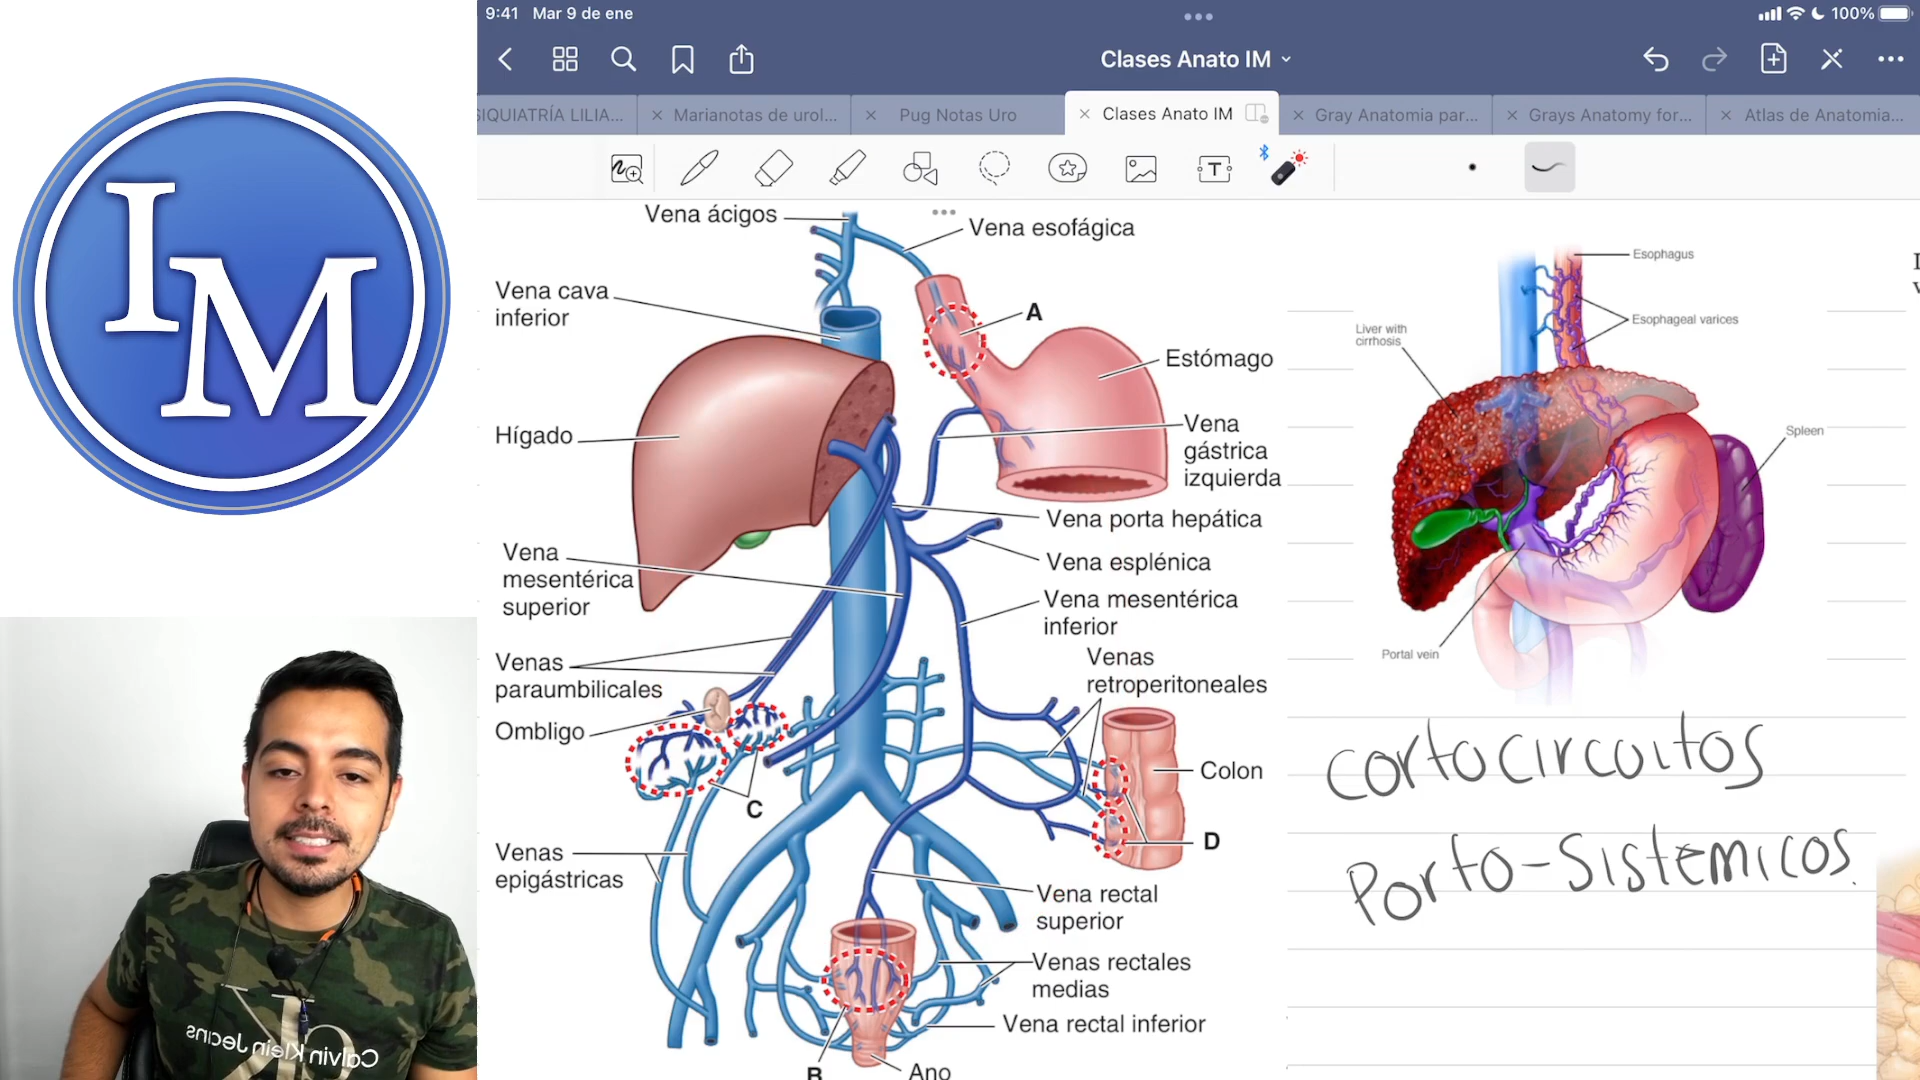 IM
9:41 Mar 9 de ene
100%
Clases Anato IM
SIQUIATRÍA LILIA...
Marianotas de urol...
Pug Notas Uro
Clases Anato IM
Gray Anatomia par...
Grays Anatomy for...
Atlas de Anatomia...
T
Vena ácigos
Vena esofágica
Vena cava
inferior
A
Estómago
Hígado
Vena
gástrica
izquierda
Vena porta hepática
Vena
mesentérica
superior
Vena esplénica
Vena mesentérica
inferior
Venas
retroperitoneales
Venas
paraumbilicales
Ombligo
Colon
C
D
Venas
epigástricas
Vena rectal
superior
Venas rectales
medias
Vena rectal inferior
B
Ano
Esophagus
Esophageal varices
Liver with
cirrhosis
Spleen
Portal vein
Cortocircuitos
Porto-Sistemicos.
Calvin Klein Jeans